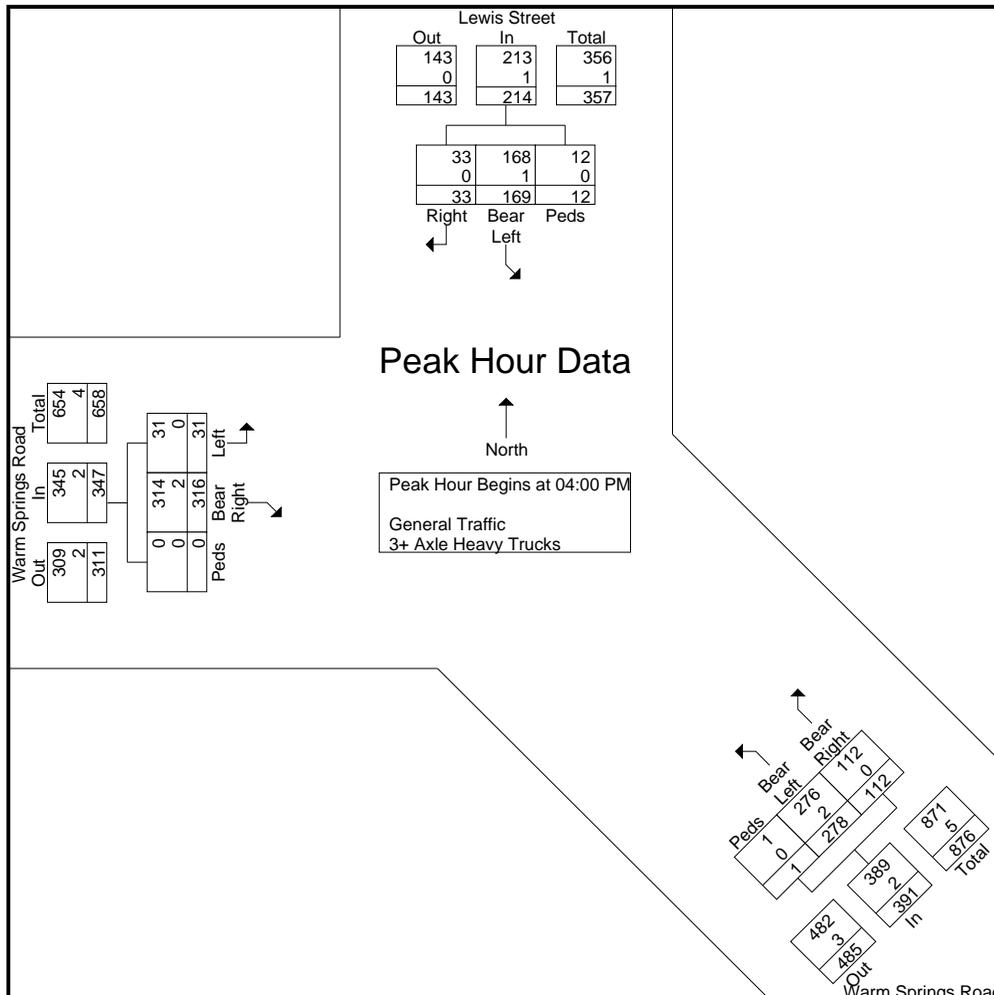 Lewis Street
Out In Total
143 213 356
0 1 1
143 214 357
33 168 12
0 1 0
33 169 12
Right Bear Left Peds
Peak Hour Data
North
Peak Hour Begins at 04:00 PM
General Traffic
3+ Axle Heavy Trucks
Warm Springs Road
Out In Total
309 345 654
2 2 4
311 347 658
0 314 31
0 2 0
0 316 31
Peds Bear Right Left
Peds Bear Left Bear Right
1 276 112
0 2 0
1 278 112
482 389 871
3 2 5
485 391 876
Out In Total
Warm Springs Road